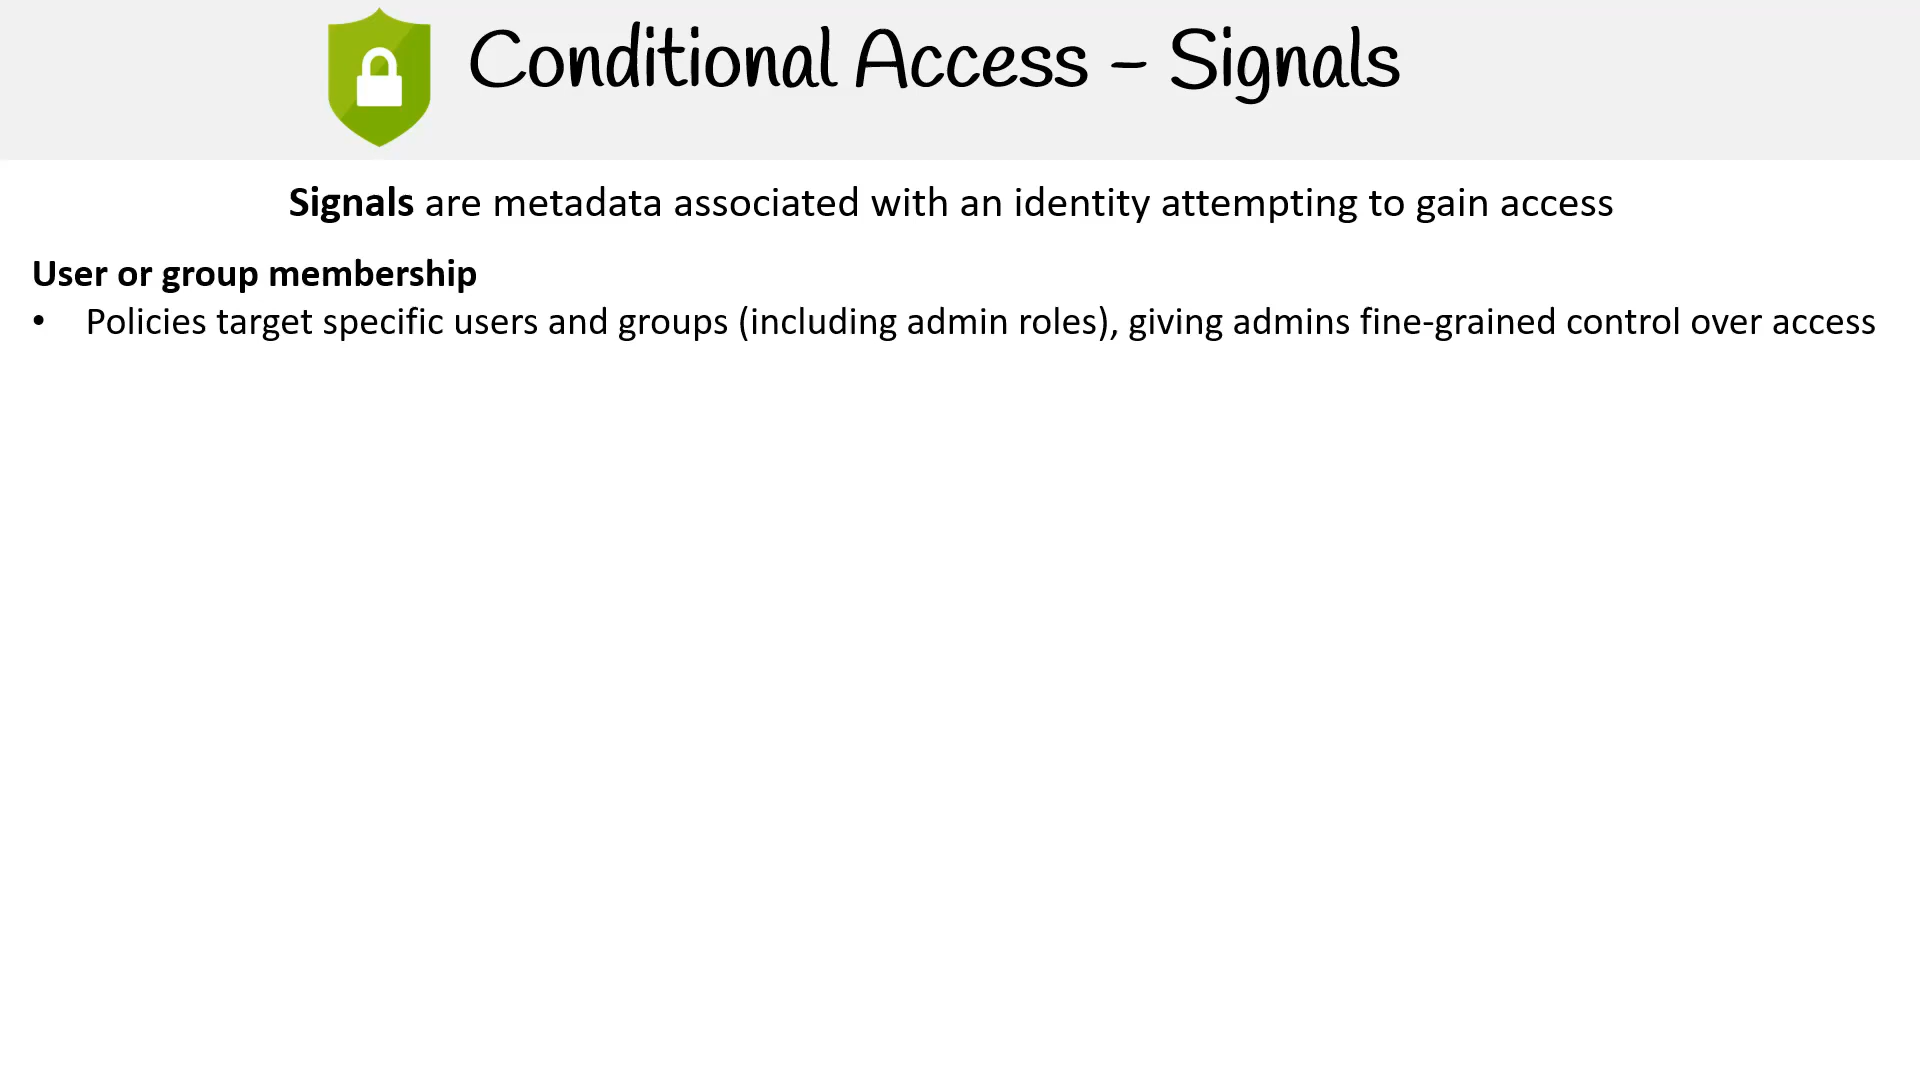 Conditional Access – Signals
Signals are metadata associated with an identity attempting to gain access
User or group membership
• Policies target specific users and groups (including admin roles), giving admins fine-grained control over access